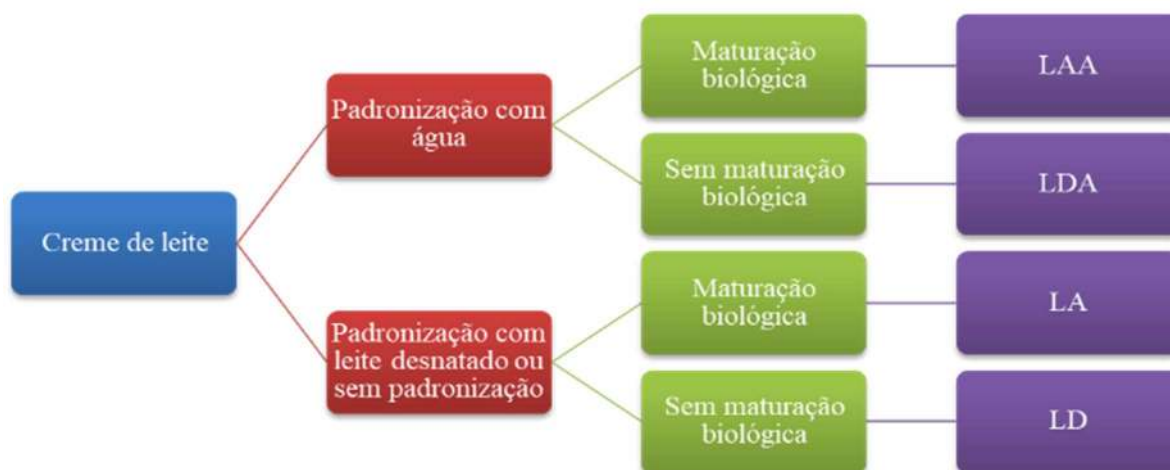 Creme de leite
Padronização com
água
Padronização com
leite desnatado ou
sem padronização
Maturação
biológica
Sem maturação
biológica
Maturação
biológica
Sem maturação
biológica
LAA
LDA
LA
LD